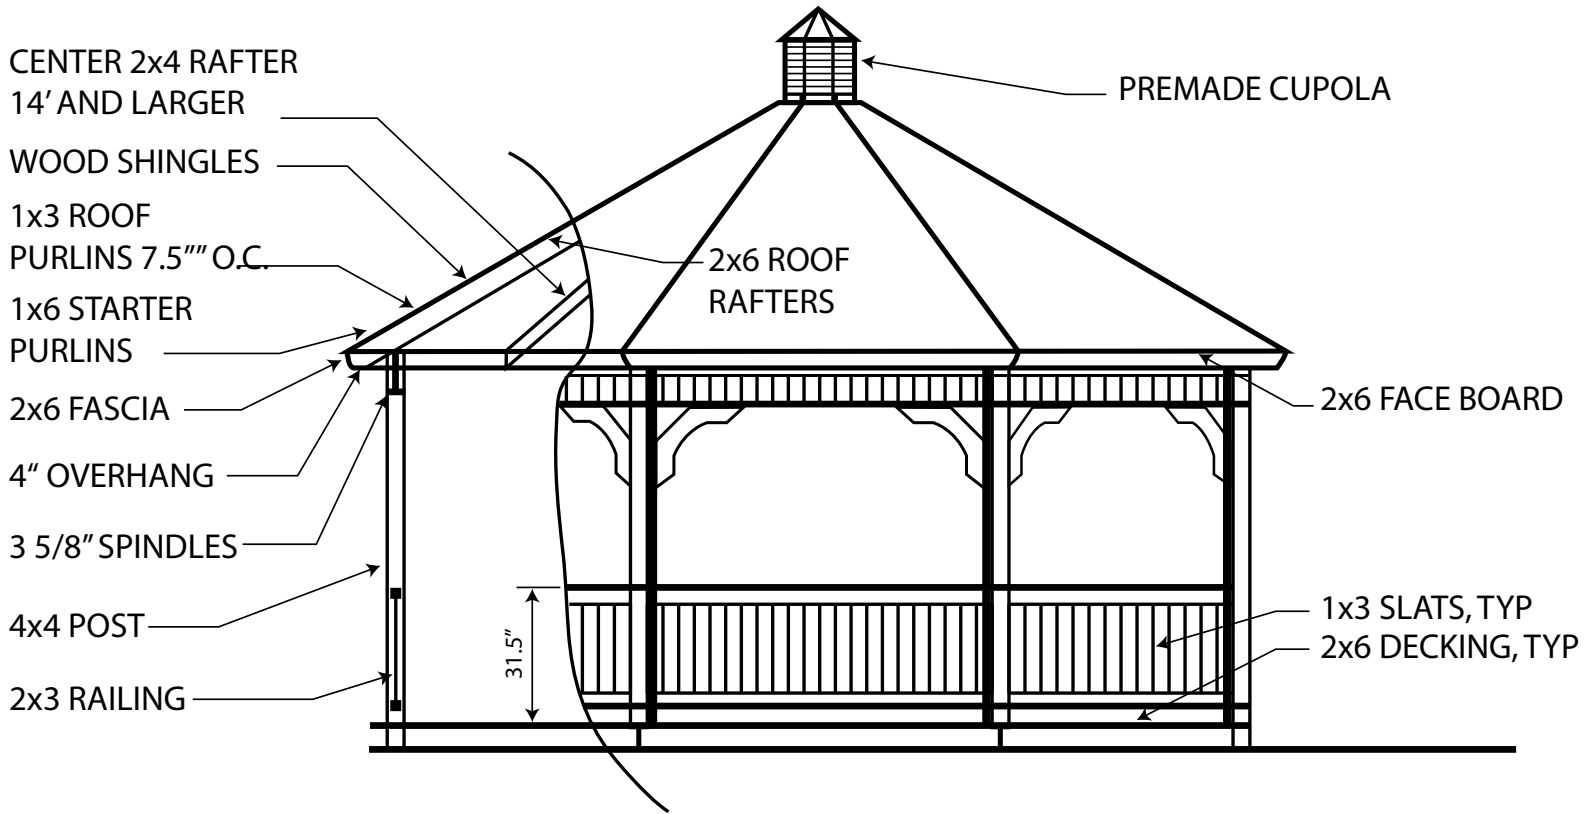 CENTER 2x4 RAFTER
14’ AND LARGER
WOOD SHINGLES
1x3 ROOF
PURLINS 7.5”” O.C.
1x6 STARTER
PURLINS
2x6 FASCIA
4“ OVERHANG
3 5/8” SPINDLES
4x4 POST
2x3 RAILING
PREMADE CUPOLA
2x6 ROOF
RAFTERS
2x6 FACE BOARD
31.5”
1x3 SLATS, TYP
2x6 DECKING, TYP